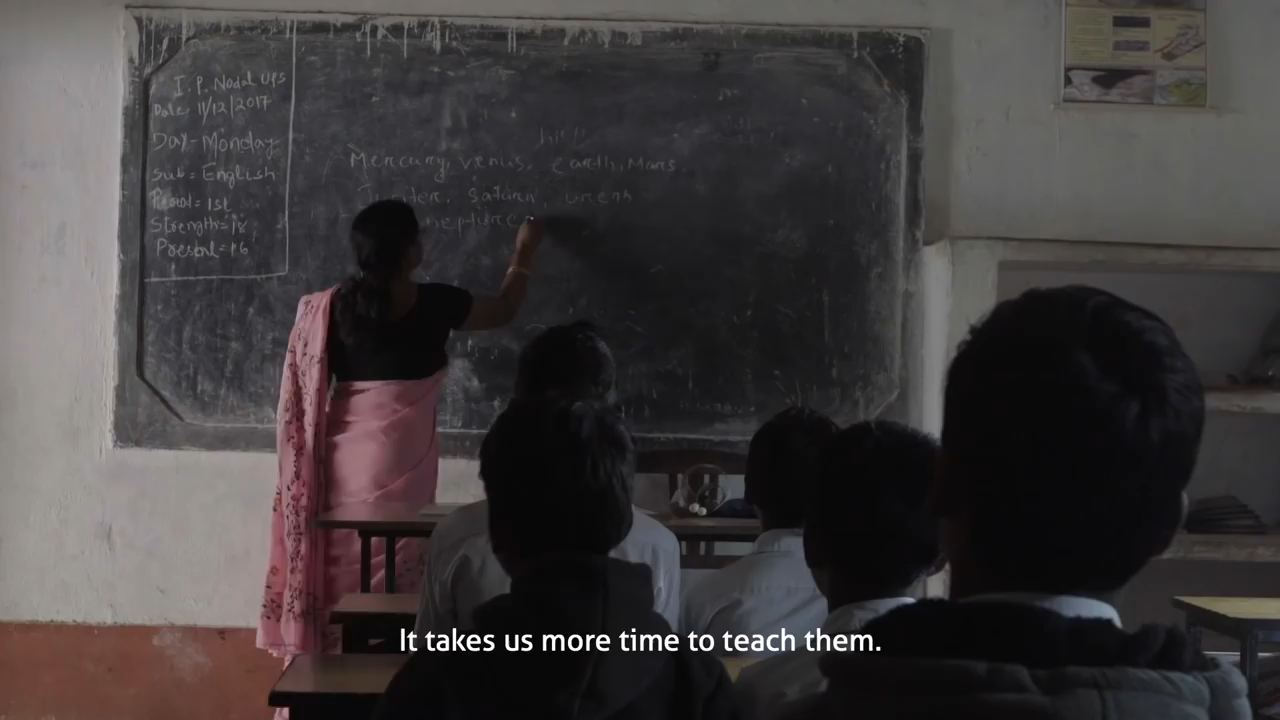 I. P. Nodal UPS
Date: 11/12/2017
Day - Monday
Sub = English
Period = 1st
Strength = 18
Present = 16
Mercury, venus, earth, Mars
Jupiter, saturn, urens
nepture
It takes us more time to teach them.